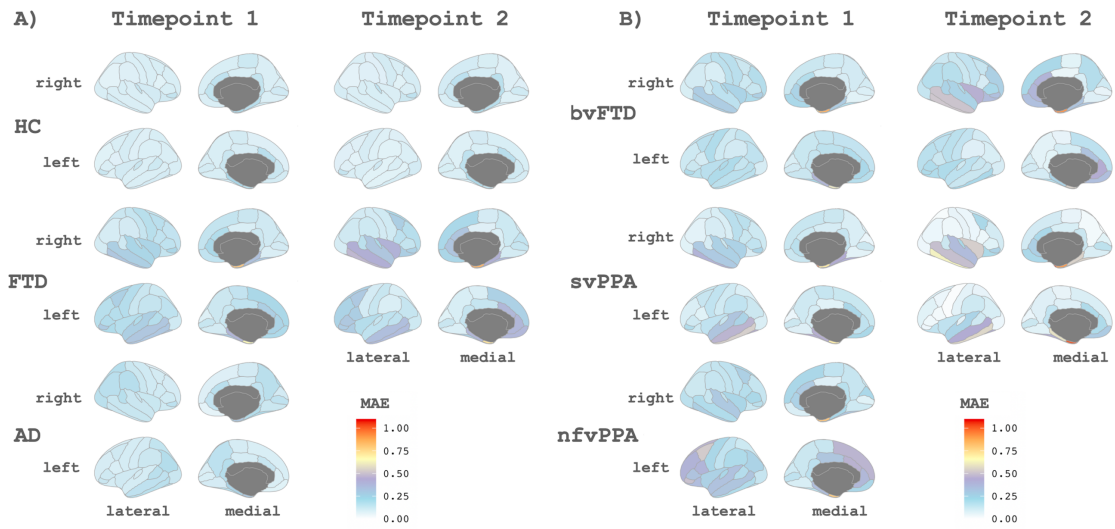 A) Timepoint 1 Timepoint 2
right
HC
left
right
FTD
left
lateral medial
right
AD
left
lateral medial
MAE
1.00
0.75
0.50
0.25
0.00
B) Timepoint 1 Timepoint 2
right
bvFTD
left
right
svPPA
left
lateral medial
right
nfvPPA
left
lateral medial
MAE
1.00
0.75
0.50
0.25
0.00